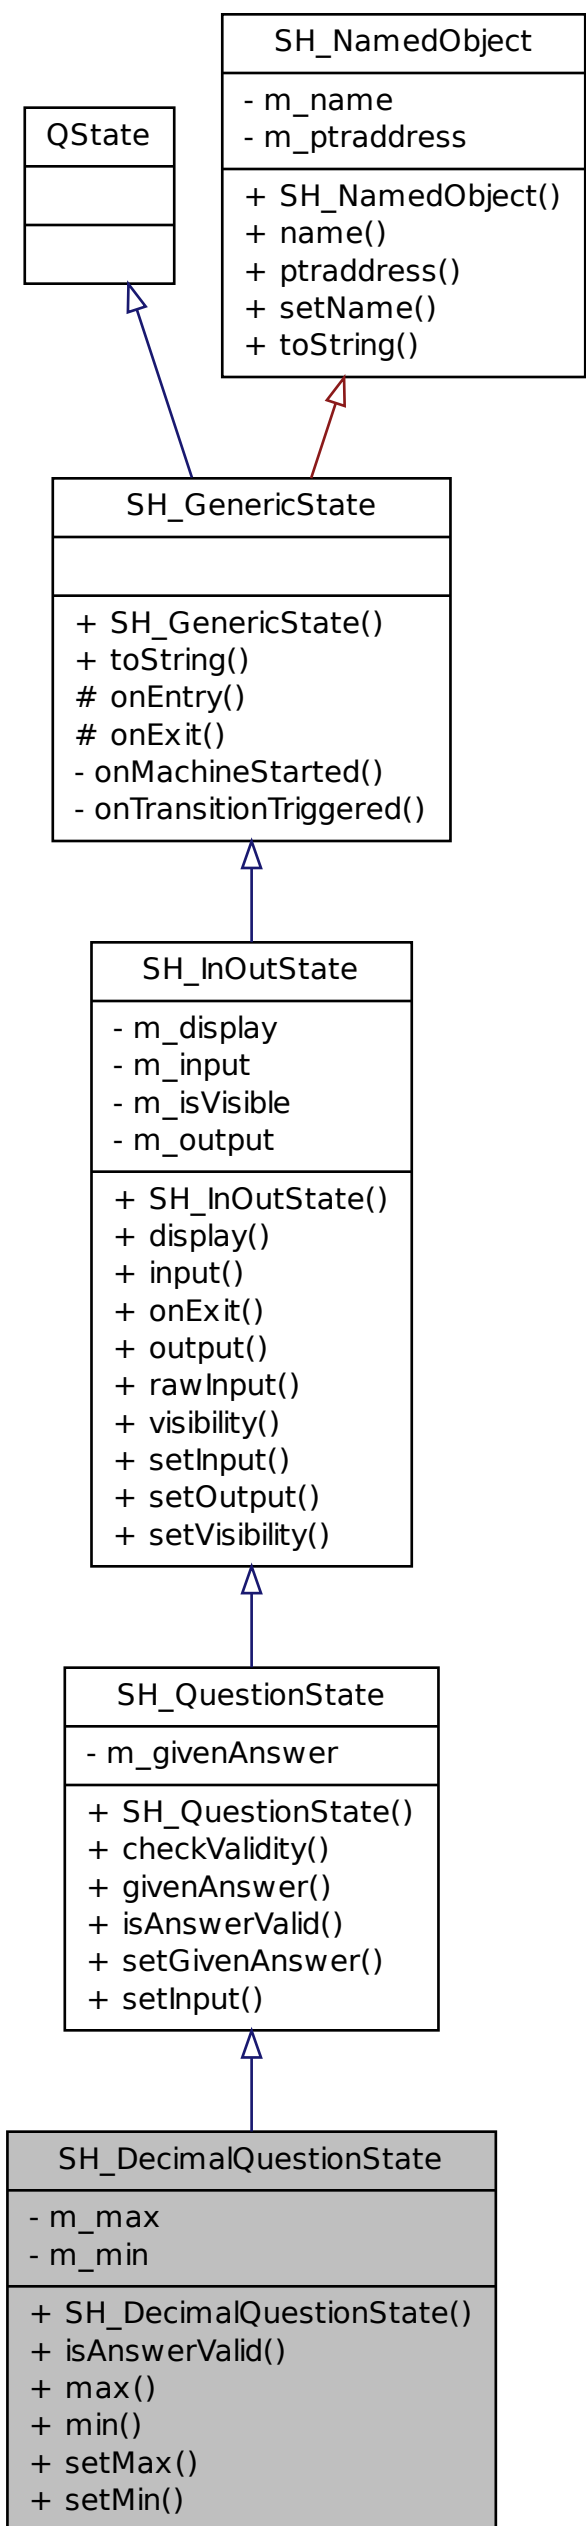 SH_NamedObject
- m_name
- m_ptraddress
+ SH_NamedObject()
+ name()
+ ptraddress()
+ setName()
+ toString()
QState
SH_GenericState
+ SH_GenericState()
+ toString()
# onEntry()
# onExit()
- onMachineStarted()
- onTransitionTriggered()
SH_InOutState
- m_display
- m_input
- m_isVisible
- m_output
+ SH_InOutState()
+ display()
+ input()
+ onExit()
+ output()
+ rawInput()
+ visibility()
+ setInput()
+ setOutput()
+ setVisibility()
SH_QuestionState
- m_givenAnswer
+ SH_QuestionState()
+ checkValidity()
+ givenAnswer()
+ isAnswerValid()
+ setGivenAnswer()
+ setInput()
SH_DecimalQuestionState
- m_max
- m_min
+ SH_DecimalQuestionState()
+ isAnswerValid()
+ max()
+ min()
+ setMax()
+ setMin()